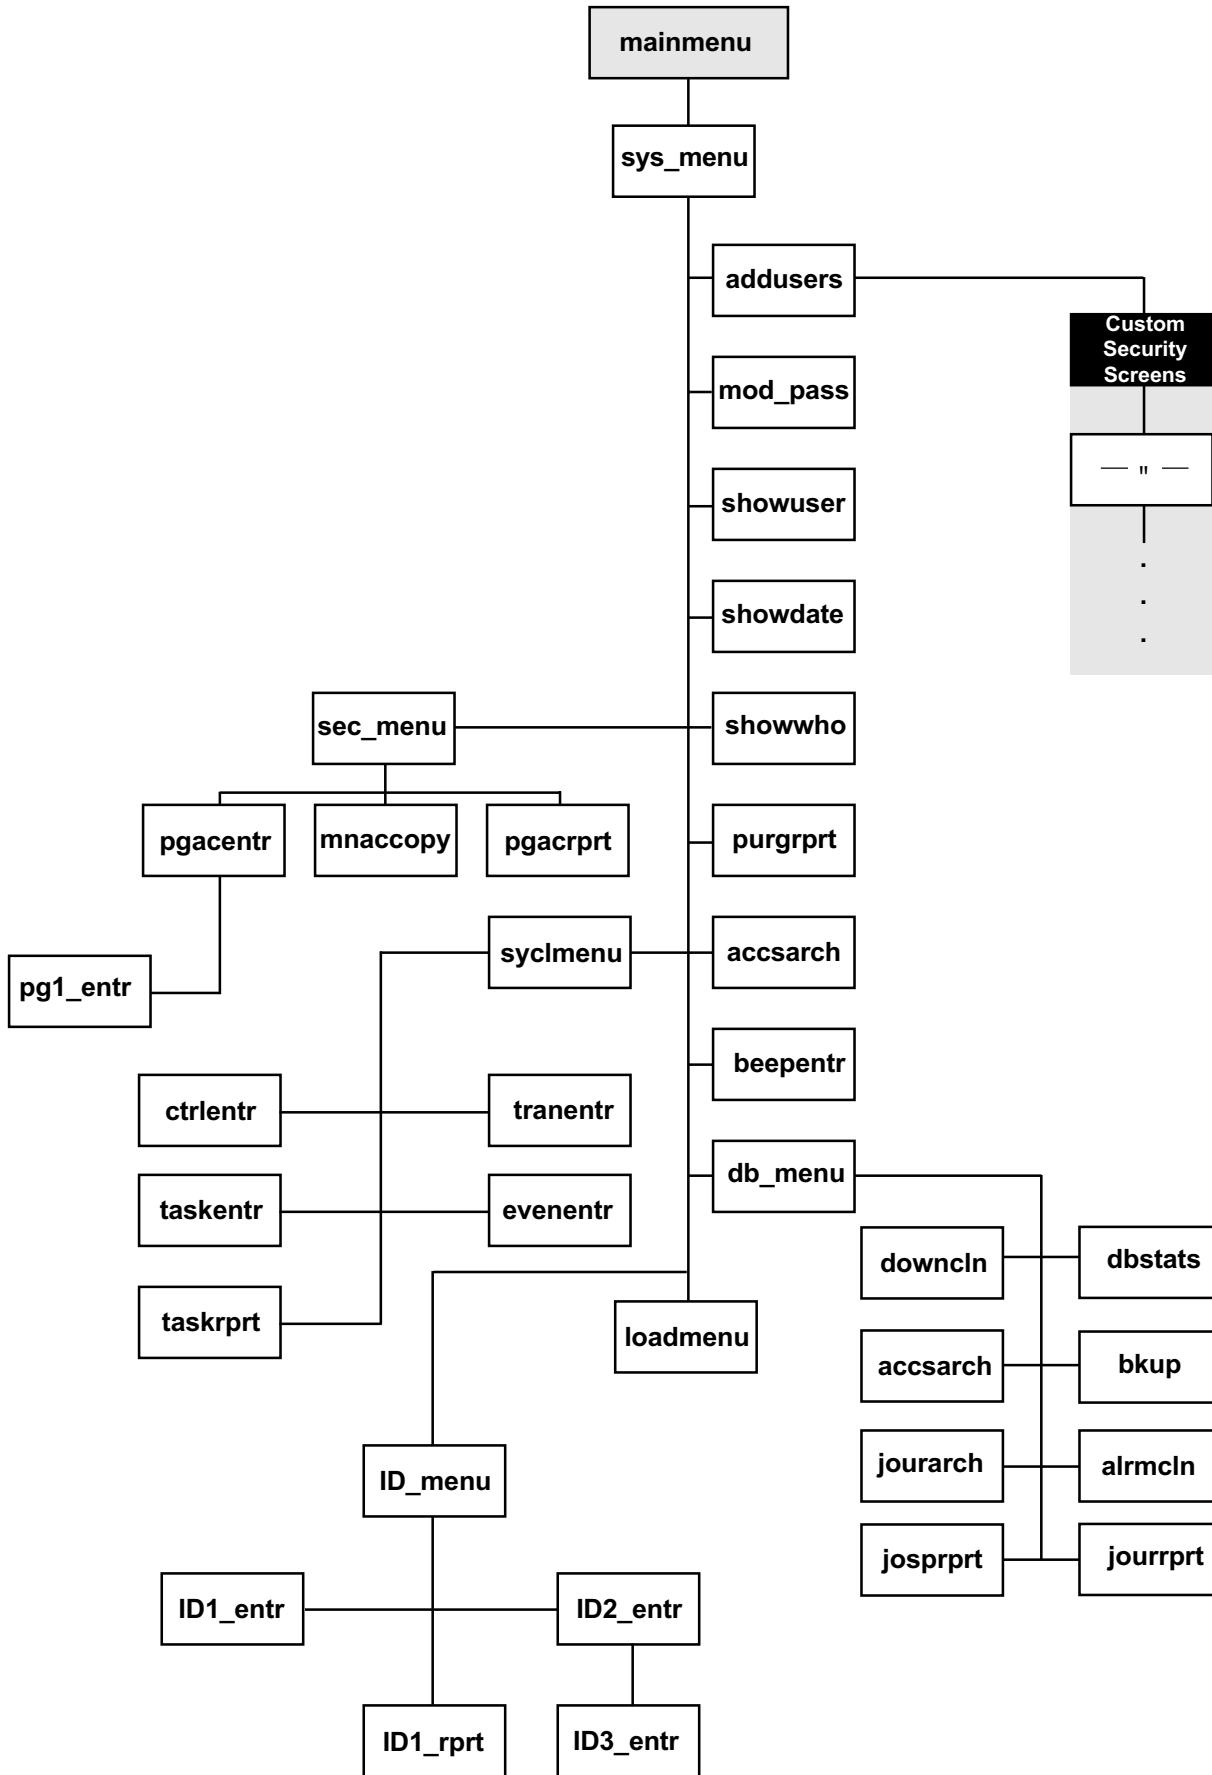 mainmenu
sys_menu
addusers
Custom
Security
Screens
mod_pass
— " —
showuser
.
.
.
showdate
sec_menu
showwho
pgacentr
mnaccopy
pgacrprt
purgrprt
syclmenu
accsarch
pg1_entr
beepentr
ctrlentr
tranentr
db_menu
taskentr
evenentr
downcln
dbstats
taskrprt
loadmenu
accsarch
bkup
jourarch
alrmcln
ID_menu
josprprt
jourrprt
ID1_entr
ID2_entr
ID1_rprt
ID3_entr